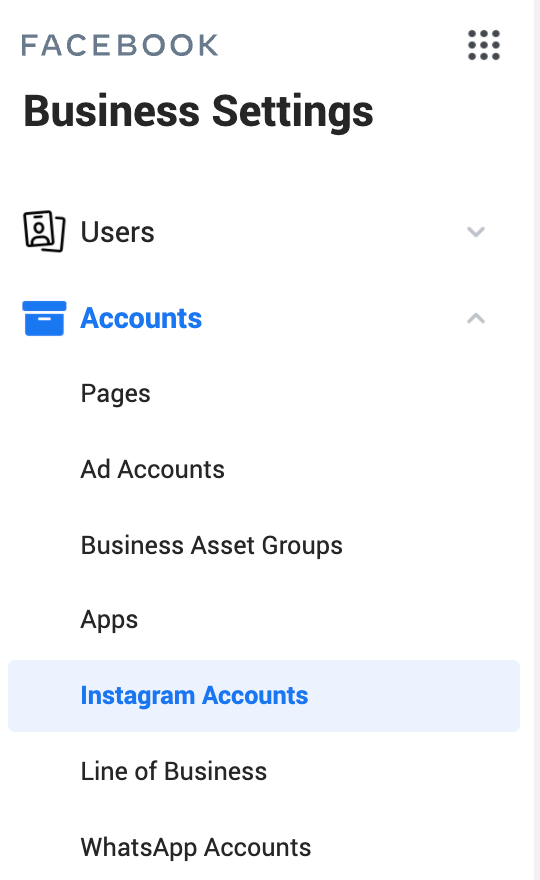 FACEBOOK
Business Settings
Users
Accounts
Pages
Ad Accounts
Business Asset Groups
Apps
Instagram Accounts
Line of Business
WhatsApp Accounts